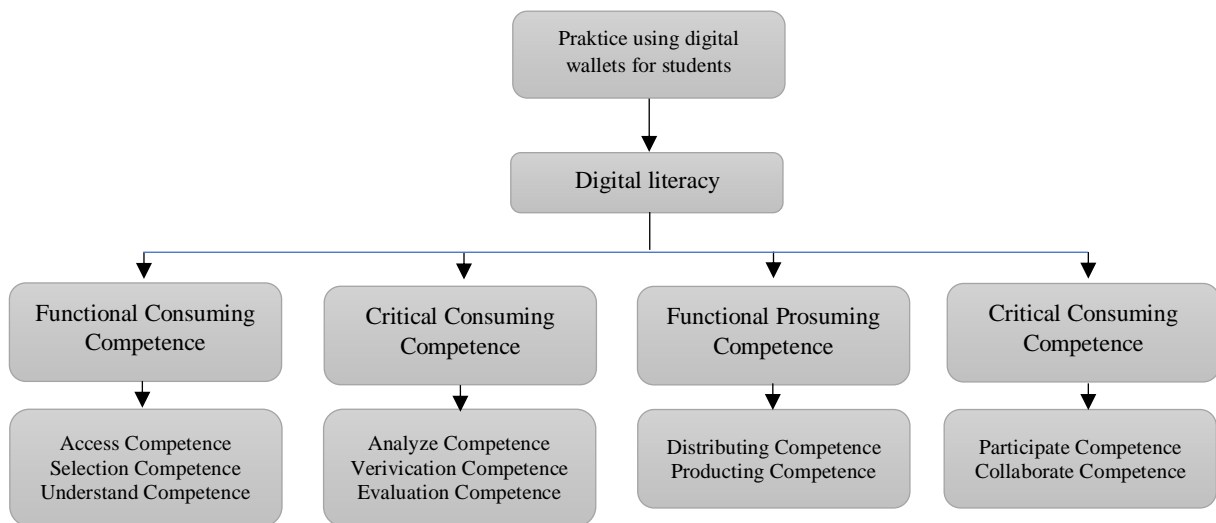 Praktice using digital
wallets for students
Digital literacy
Functional Consuming
Competence
Critical Consuming
Competence
Functional Prosuming
Competence
Critical Consuming
Competence
Access Competence
Selection Competence
Understand Competence
Analyze Competence
Verivication Competence
Evaluation Competence
Distributing Competence
Producting Competence
Participate Competence
Collaborate Competence